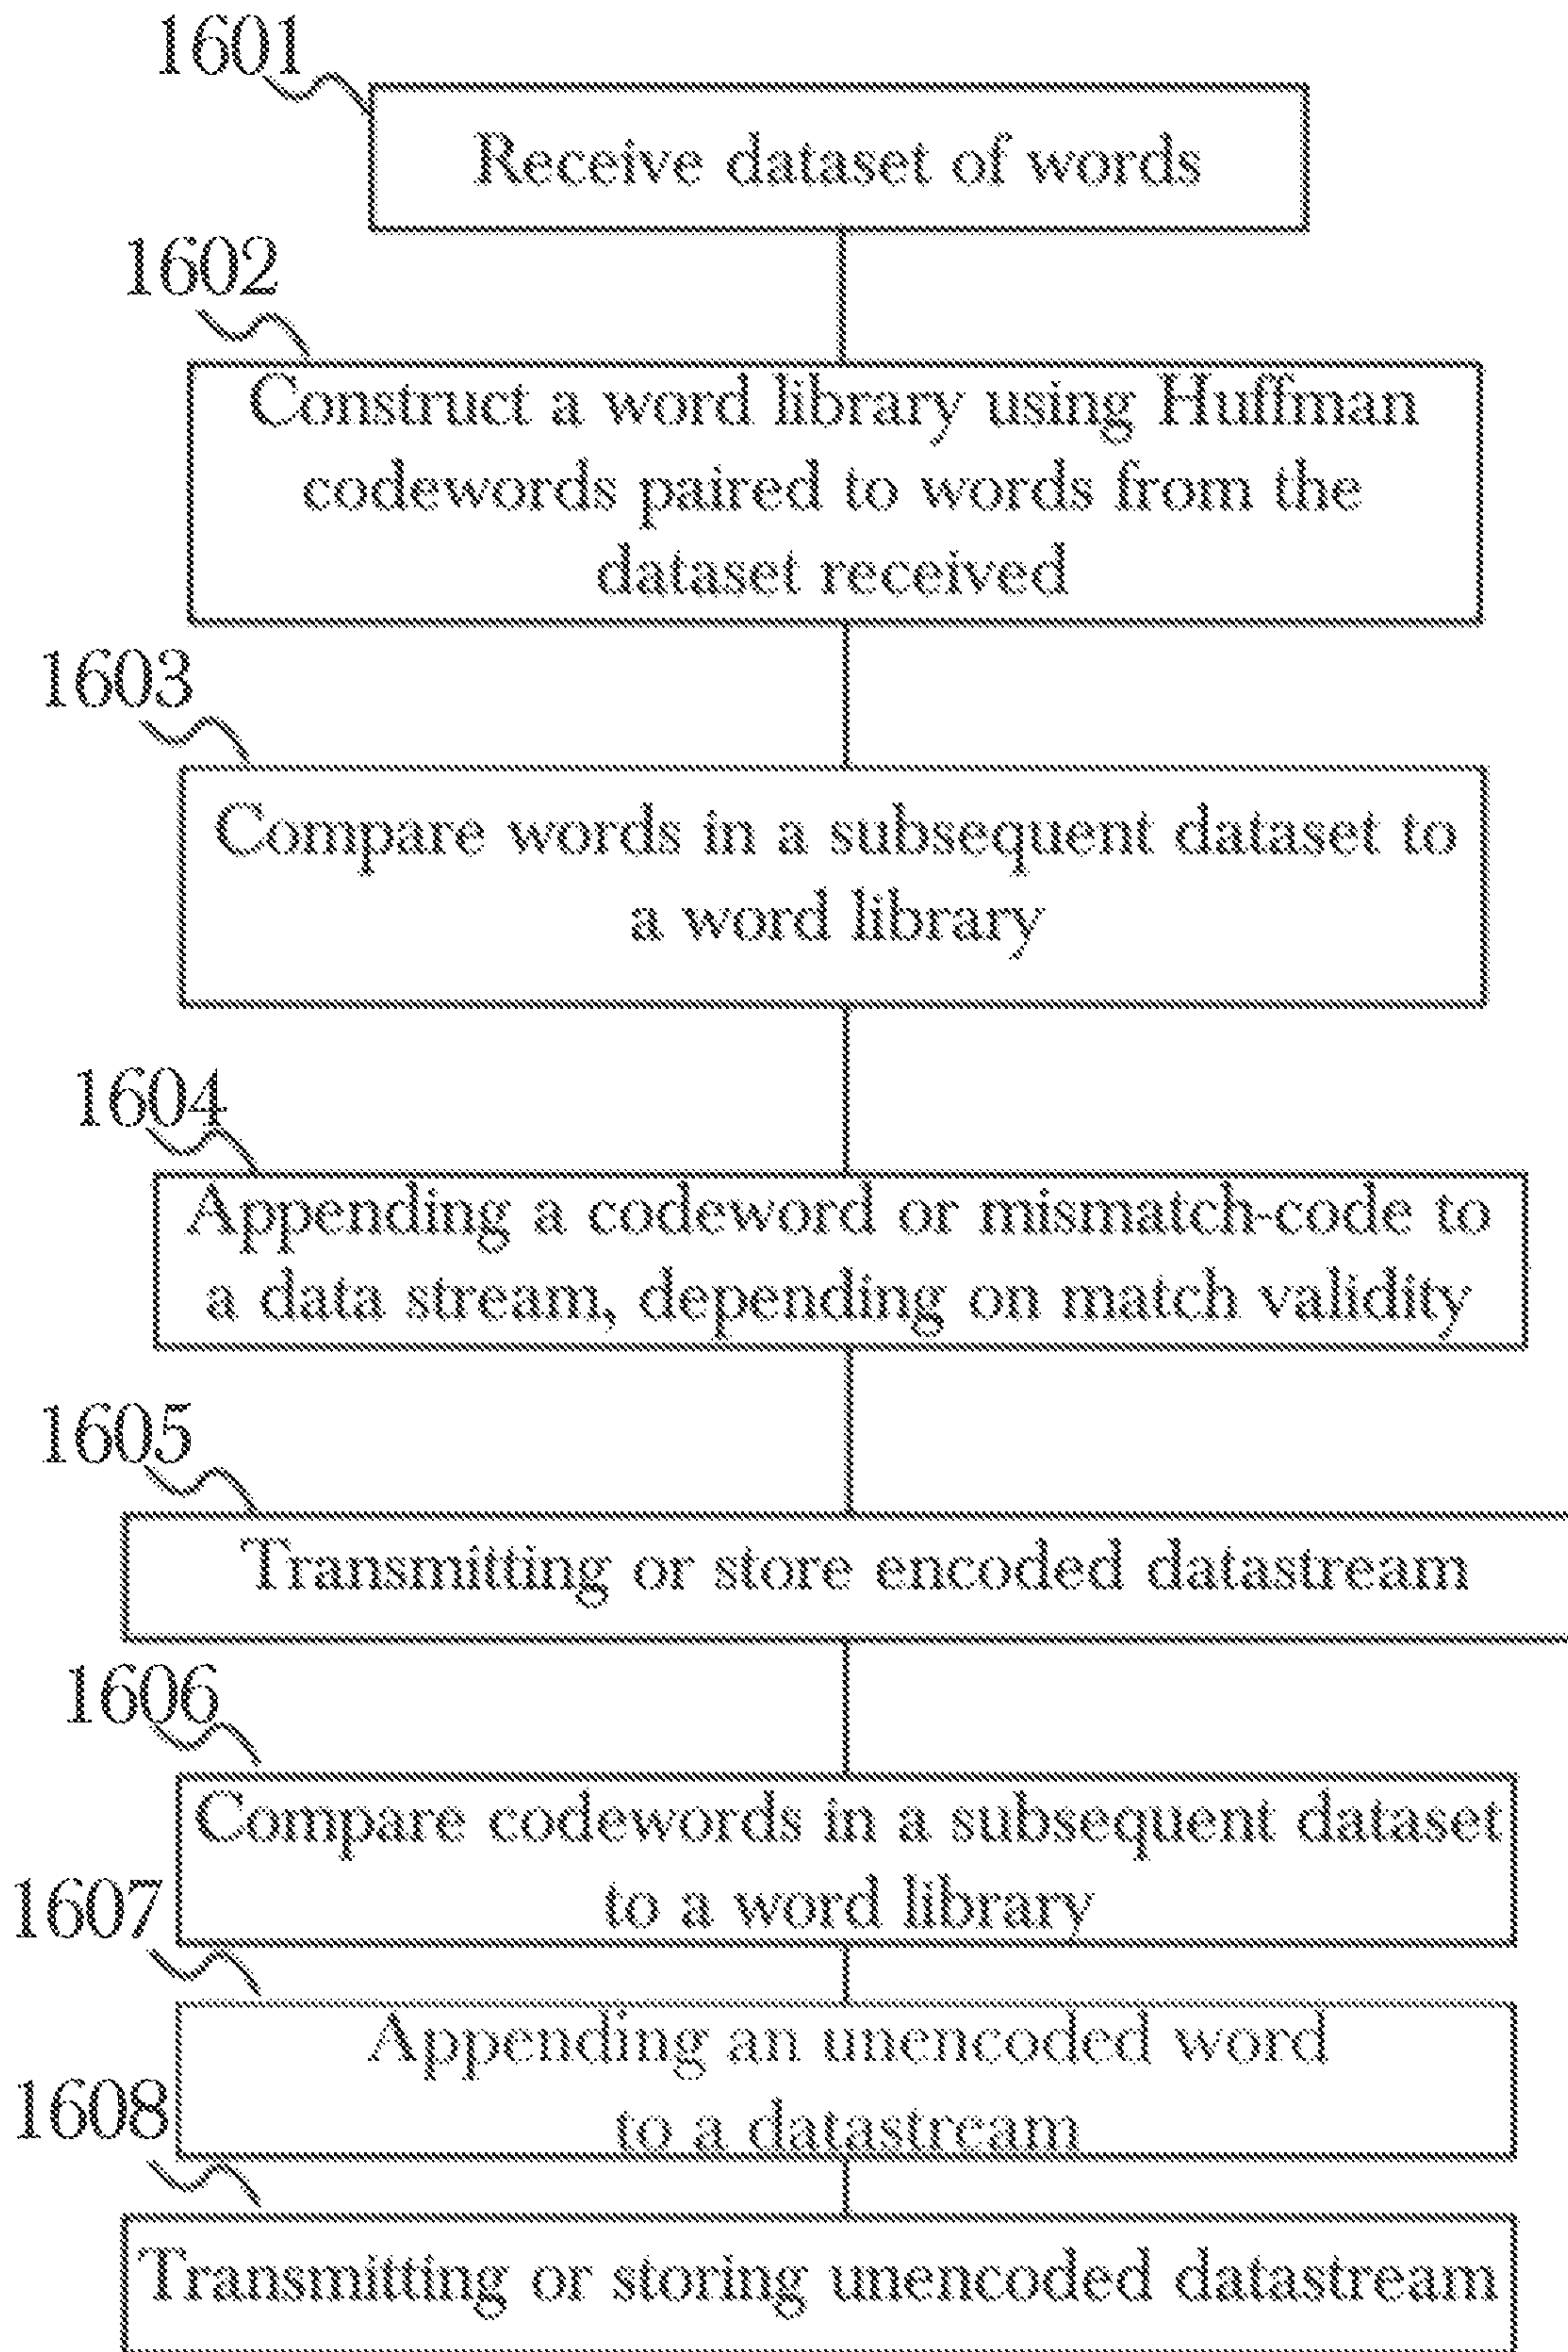 1601
Receive dataset of words
1602
Construct a word library using Huffman
codewords paired to words from the
dataset received
1603
Compare words in a subsequent dataset to
a word library
1604
Appending a codeword or mismatch-code to
a data stream, depending on match validity
1605
Transmitting or store encoded datastream
1606
Compare codewords in a subsequent dataset
to a word library
1607
Appending an unencoded word
to a datastream
1608
Transmitting or storing unencoded datastream